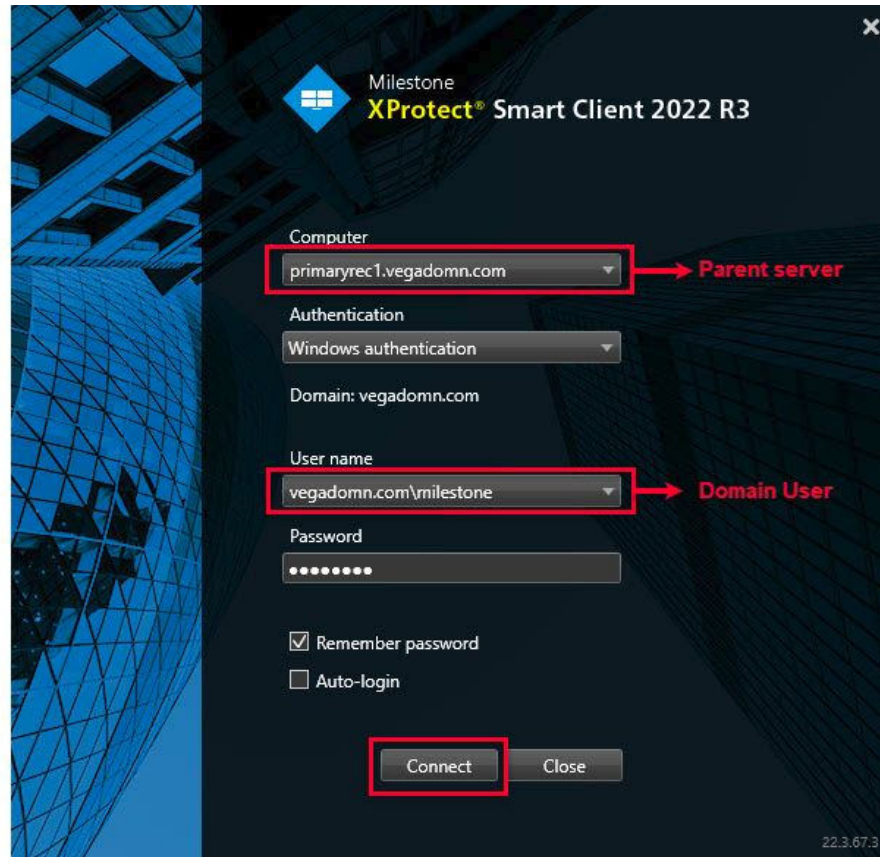 Milestone
XProtect® Smart Client 2022 R3
Computer
primaryrec1.vegadomn.com
Parent server
Authentication
Windows authentication
Domain: vegadomn.com
User name
vegadomn.com\milestone
Domain User
Password
Remember password
Auto-login
Connect
Close
22.3.67.3